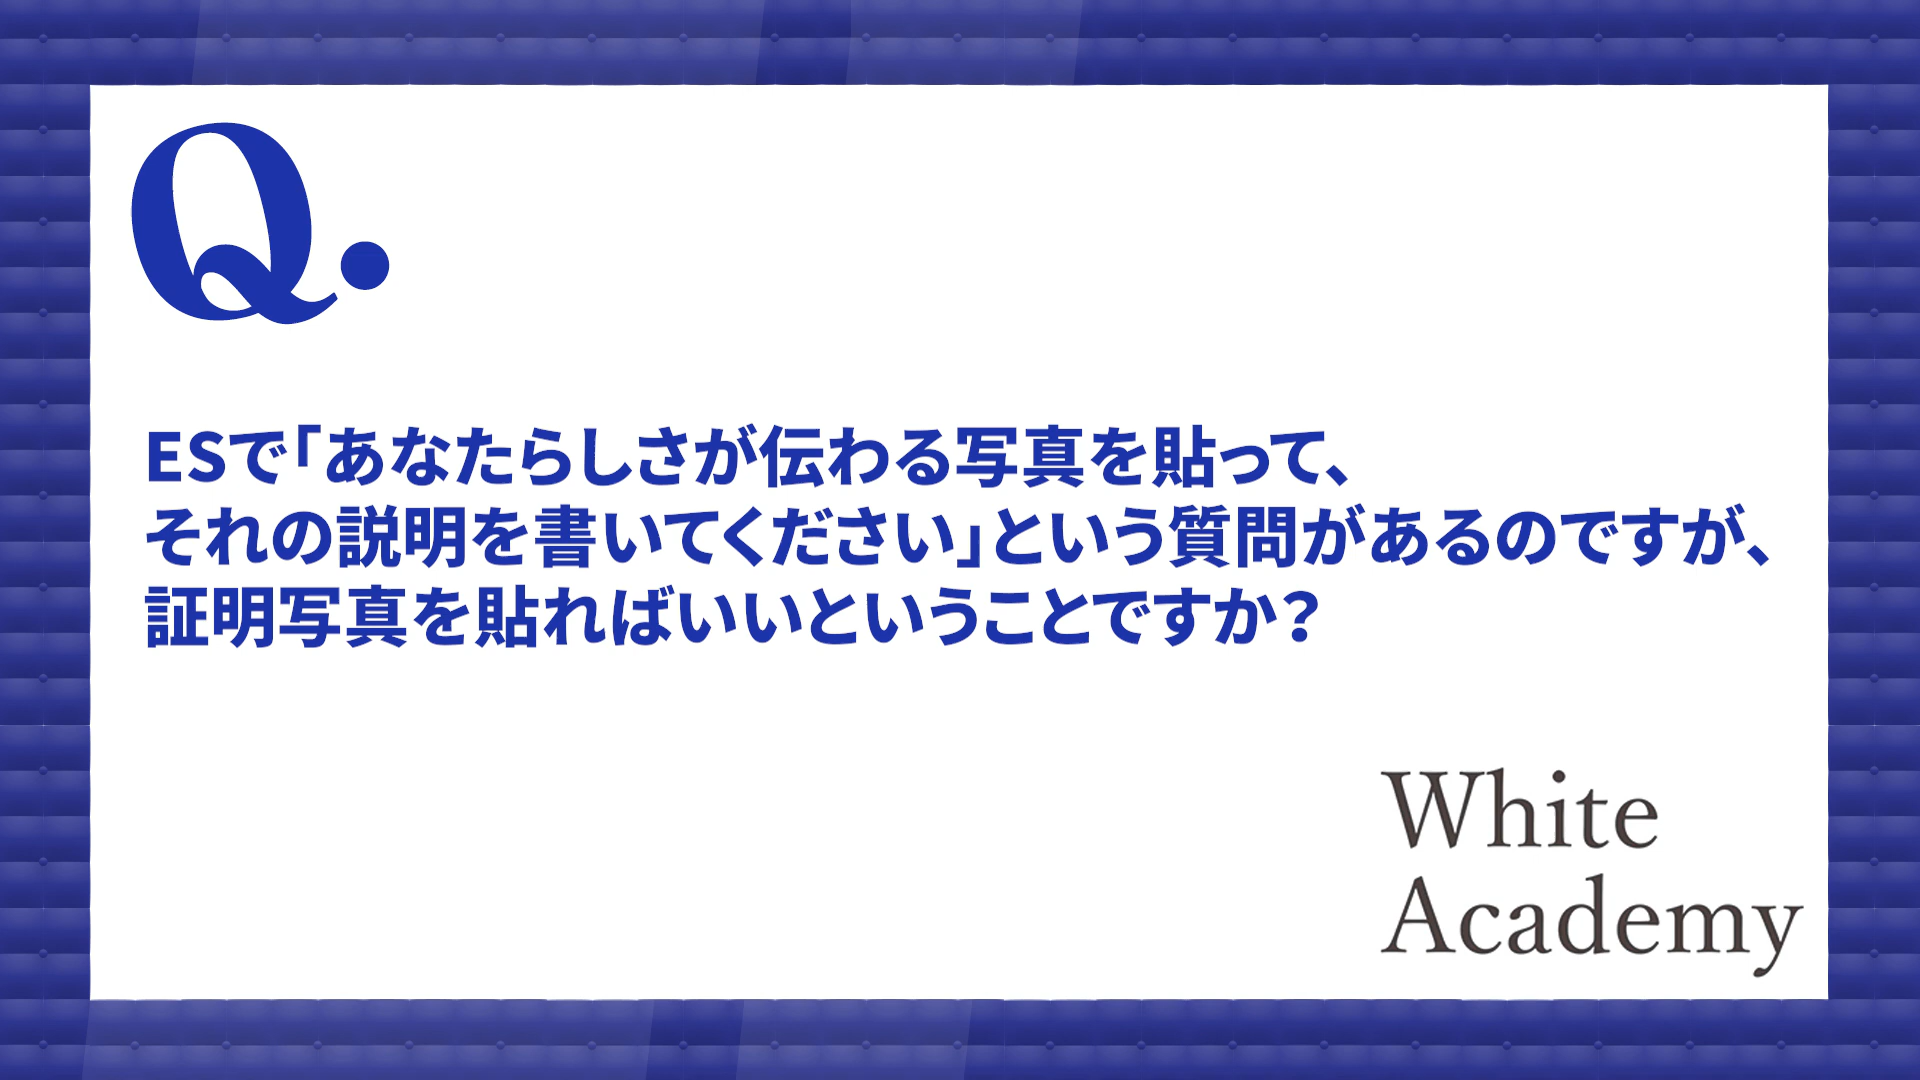 Q.
ESで「あなたらしさが伝わる写真を貼って、
それの説明を書いてください」という質問があるのですが、
証明写真を貼ればいいということですか？
White
Academy